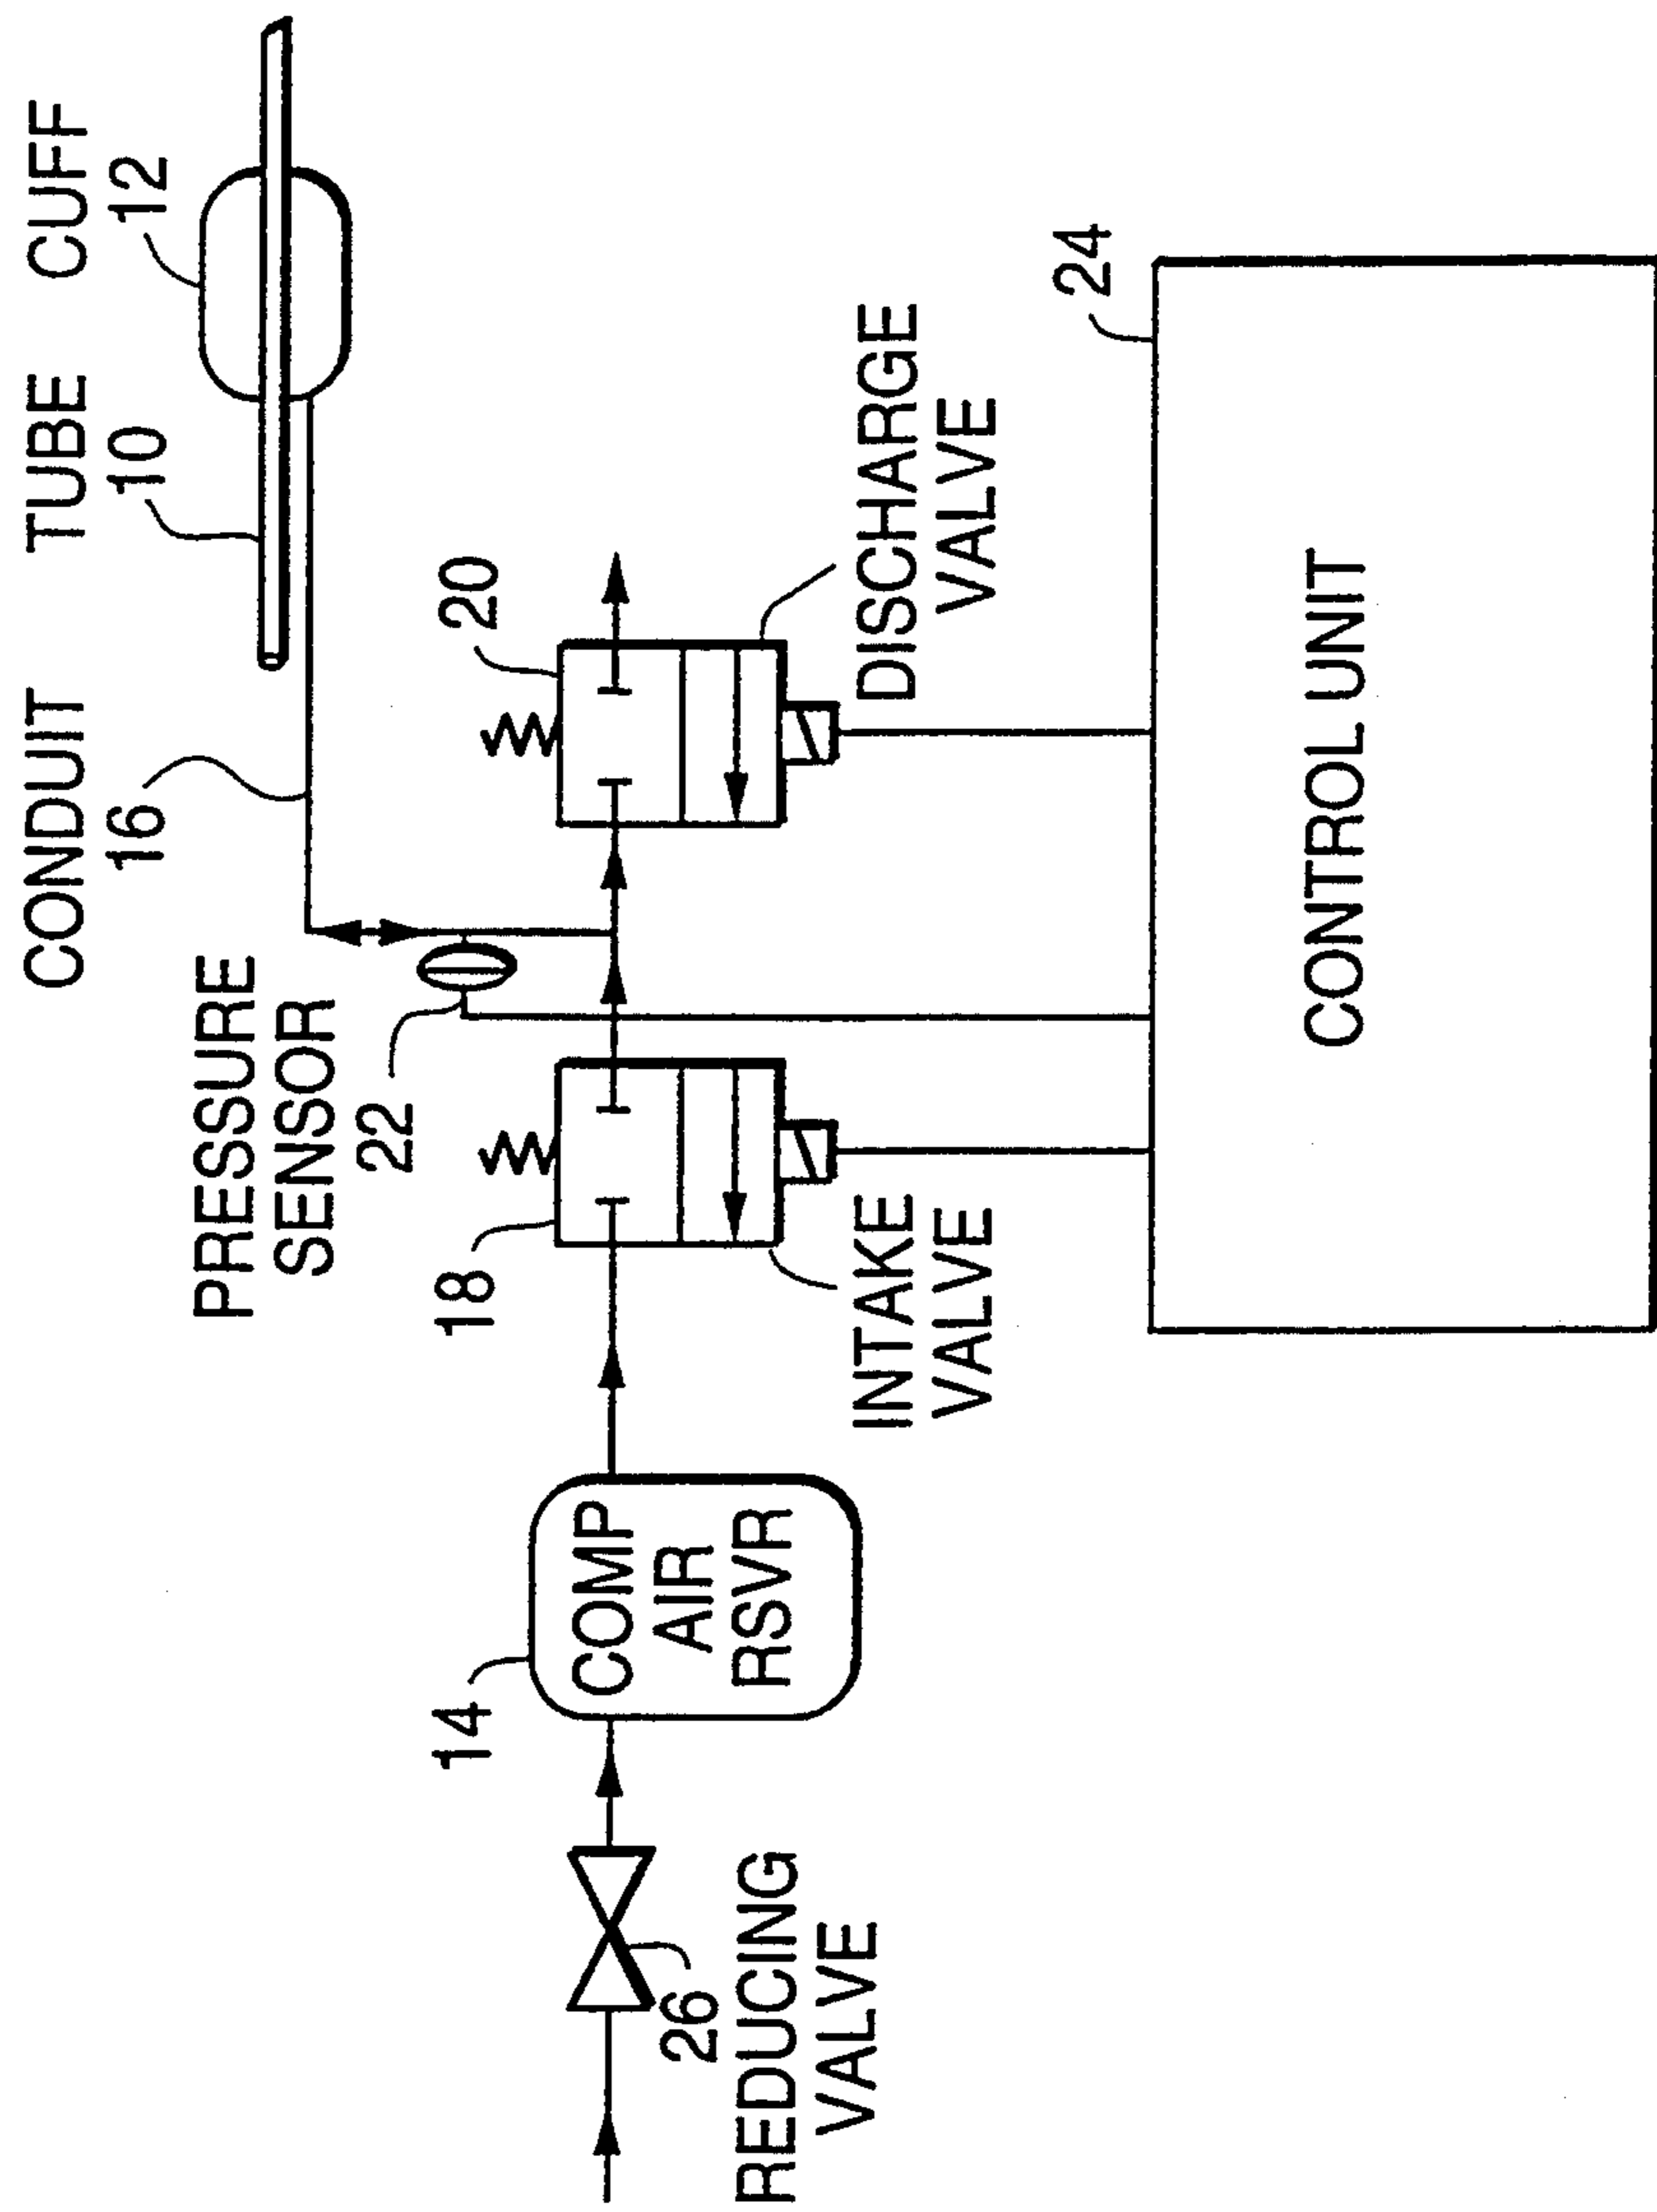 CONDUIT TUBE CUFF
16 10 12
PRESSURE
SENSOR
22
14
18
20
COMP
AIR
RSVR
26
REDUCING
VALVE
INTAKE
VALVE
DISCHARGE
VALVE
24
CONTROL UNIT